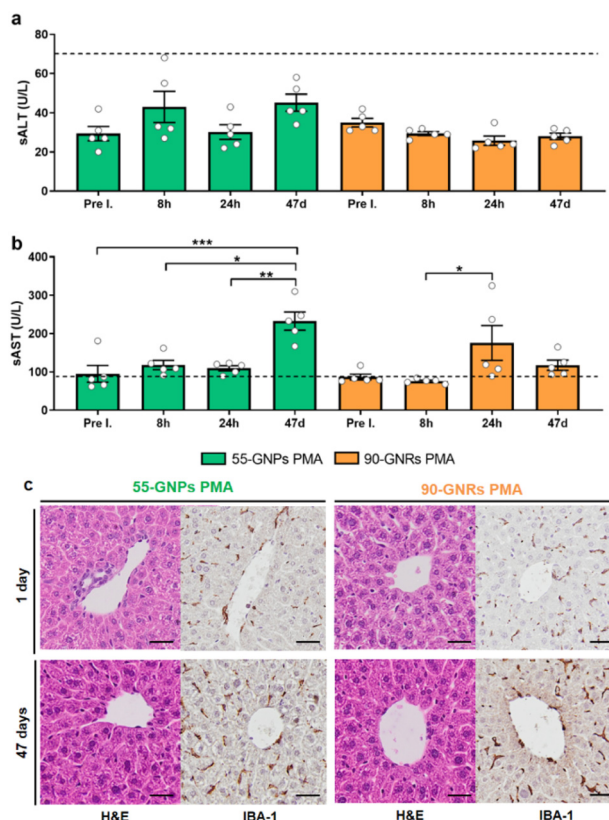 a
sALT (U/L)
80
60
40
20
0
Pre I. 8h 24h 47d Pre I. 8h 24h 47d
b
sAST (U/L)
400
300
200
100
0
***
*
**
*
Pre I. 8h 24h 47d Pre I. 8h 24h 47d
55-GNPs PMA 90-GNRs PMA
c
55-GNPs PMA 90-GNRs PMA
1 day
47 days
H&E IBA-1 H&E IBA-1